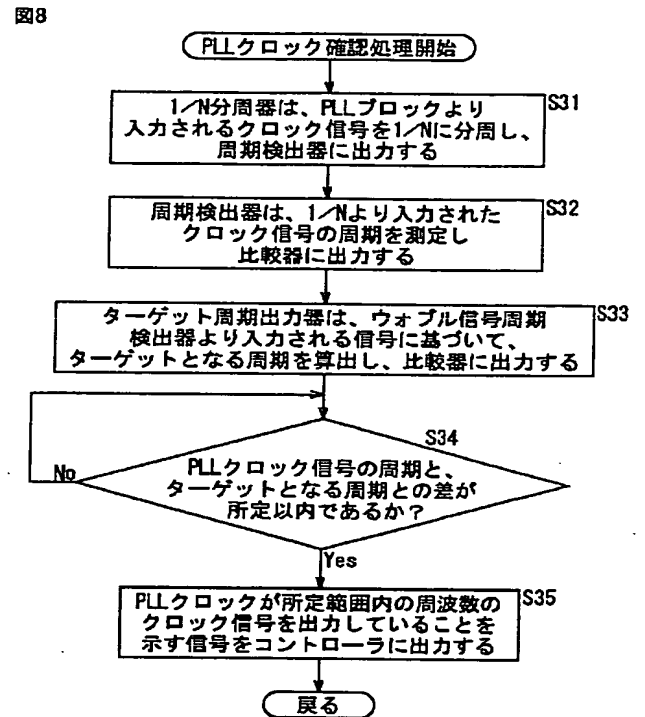 図8
PLLクロック確認処理開始
S31
1/N分周器は、PLLブロックより
入力されるクロック信号を1/Nに分周し、
周期検出器に出力する
S32
周期検出器は、1/Nより入力された
クロック信号の周期を測定し
比較器に出力する
S33
ターゲット周期出力器は、ウォブル信号周期
検出器より入力される信号に基づいて、
ターゲットとなる周期を算出し、比較器に出力する
S34
No
PLLクロック信号の周期と、
ターゲットとなる周期との差が
所定以内であるか？
Yes
S35
PLLクロックが所定範囲内の周波数の
クロック信号を出力していることを
示す信号をコントローラに出力する
戻る